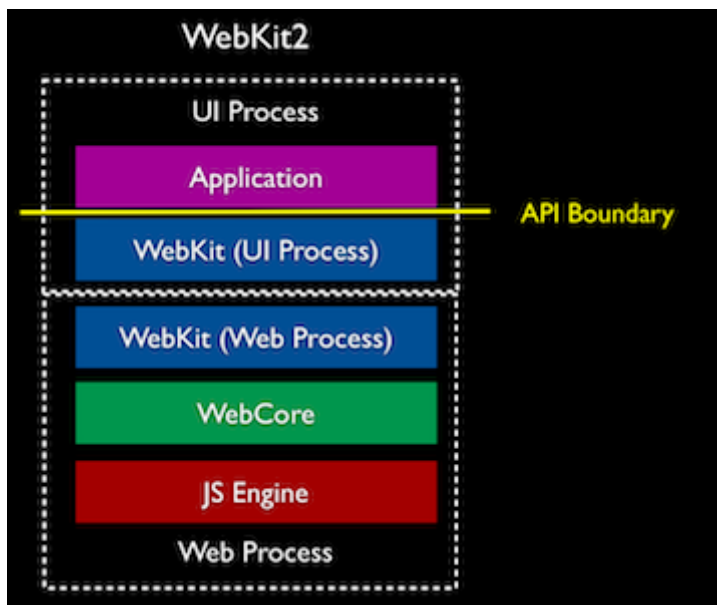 WebKit2
UI Process
Application
API Boundary
WebKit (UI Process)
WebKit (Web Process)
WebCore
JS Engine
Web Process